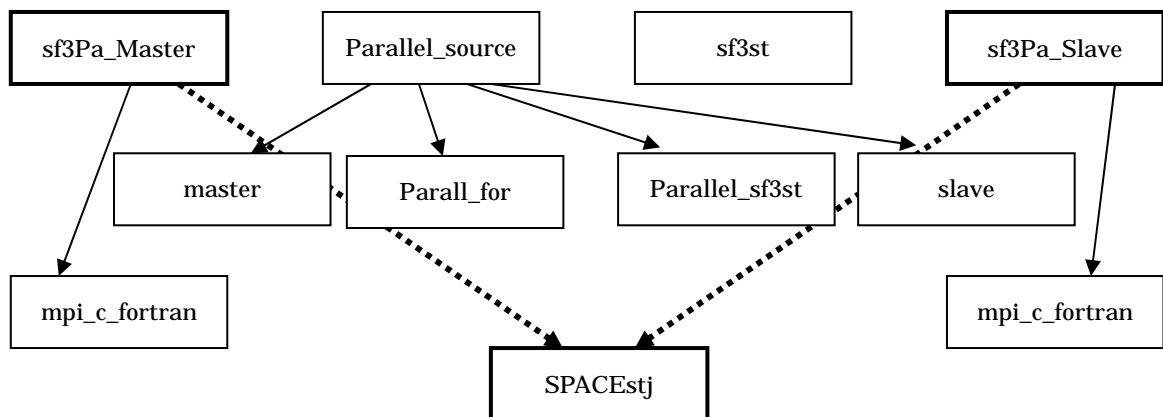 sf3Pa_Master
Parallel_source
sf3st
sf3Pa_Slave
master
Parall_for
Parallel_sf3st
slave
mpi_c_fortran
mpi_c_fortran
SPACEstj